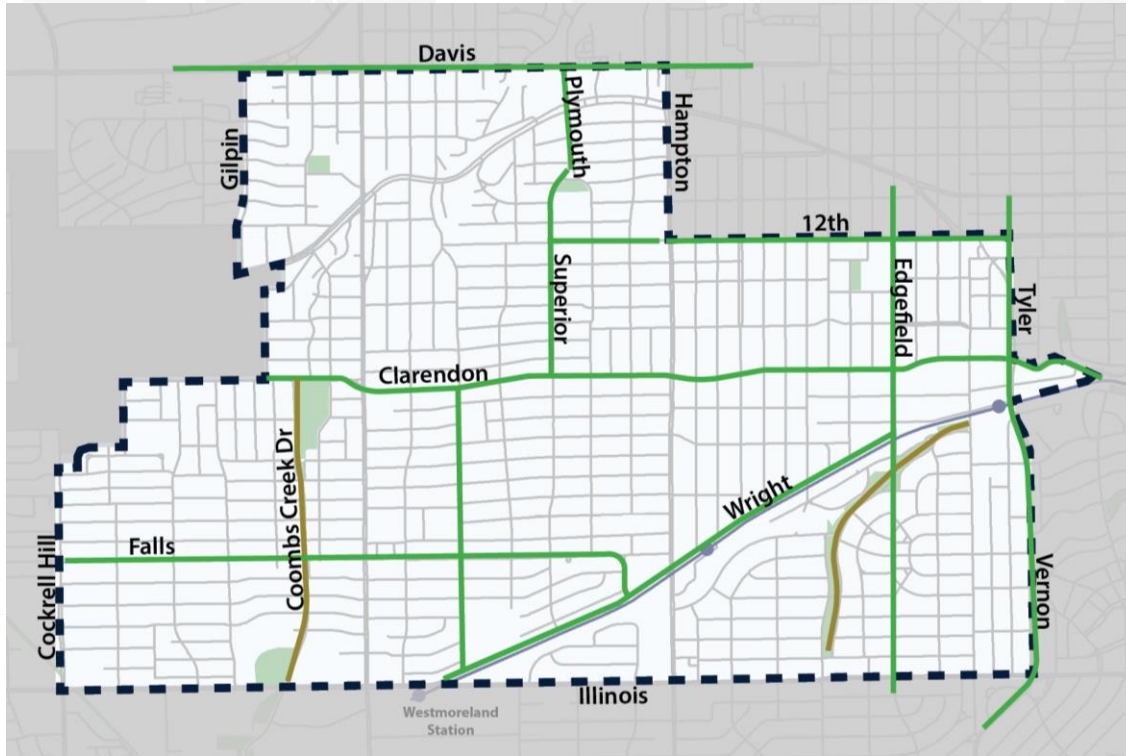 Davis
Plymouth
Hampton
Gilpin
12th
Superior
Edgefield
Tyler
Clarendon
Coombs Creek Dr
Wright
Falls
Cockrell Hill
Vernon
Illinois
Westmoreland
Station